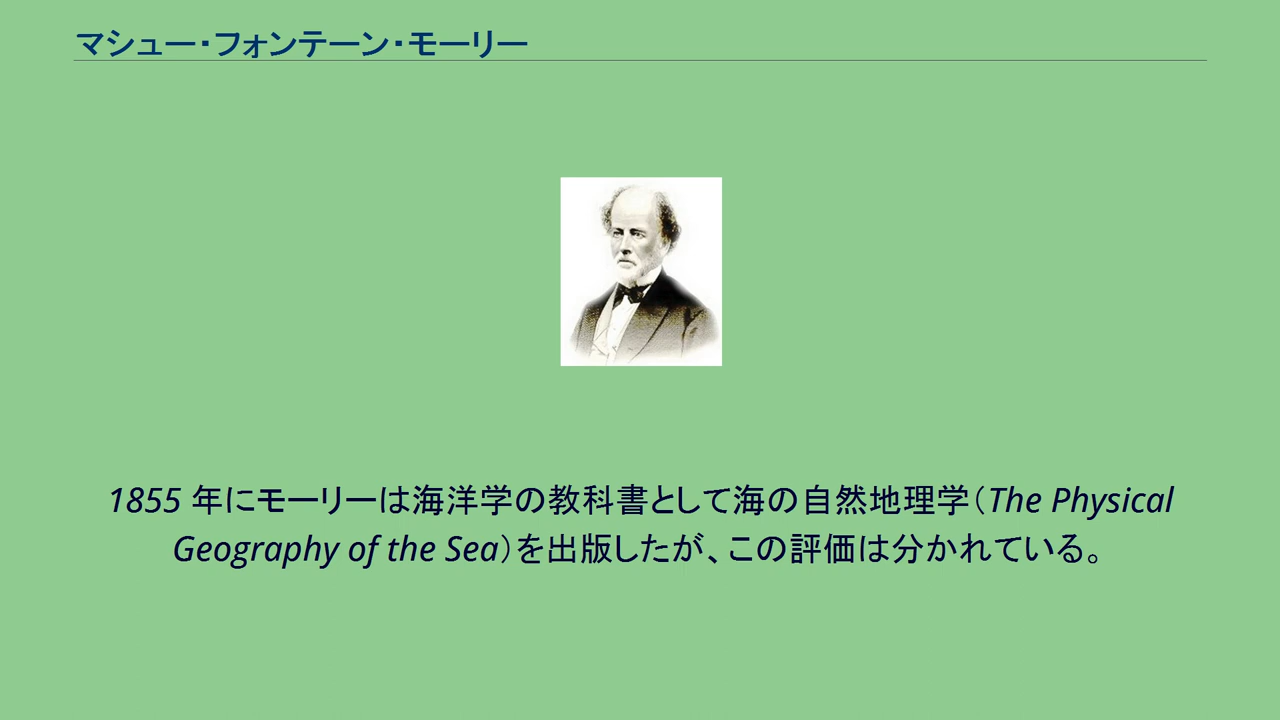 マシュー・フォンテーン・モーリー
1855 年にモーリーは海洋学の教科書として海の自然地理学（The Physical
Geography of the Sea）を出版したが、この評価は分かれている。